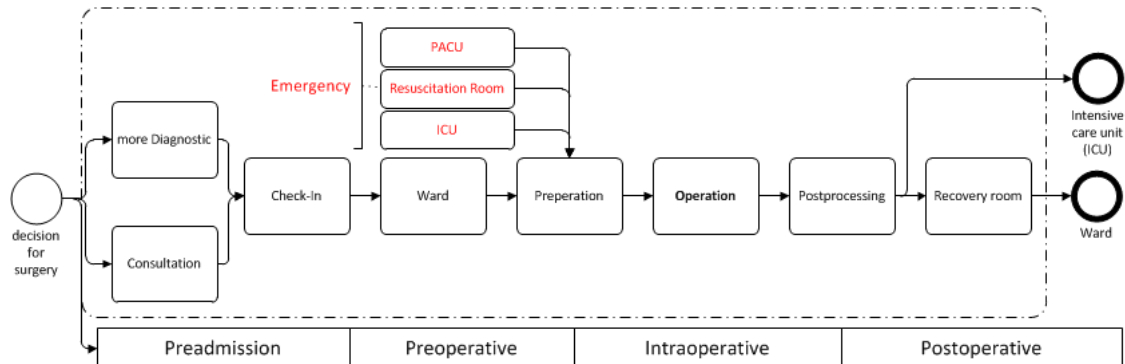 PACU
Emergency
Resuscitation Room
ICU
more Diagnostic
Consultation
decision
for
surgery
Check-In
Ward
Preperation
Operation
Postprocessing
Recovery room
Intensive
care unit
(ICU)
Ward
Preadmission
Preoperative
Intraoperative
Postoperative